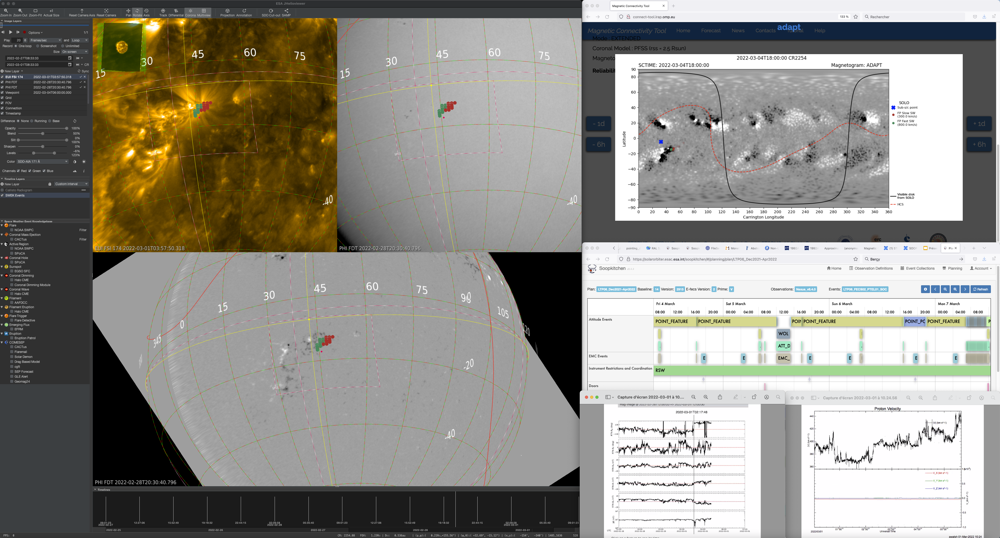 ESA JHelioviewer
Zoom In Zoom Out Zoom-Fit Actual Size Reset Camera Axis Reset Camera Pan Rotate Axis Track Differential Corona Multiview Projection Annotation SDO Cut-out SAMP
Image Layers
Options
1/1
Play 20 Frames/sec and Loop
Record One loop Screenshot Unlimited
Size On screen
2022-02-27T08:33:33
2022-03-01T08:33:33 CR
New Layer Sync
EUI FSI 174 2022-03-01T03:57:50.318
PHI FDT 2022-02-28T20:30:40.796
PHI FDT 2022-02-28T20:30:40.796
Viewpoint 2022-03-04T06:00:00.000
Grid
FOV
Connection
Timestamp
Difference None Running Base
Opacity 100%
Blend 50%
Slit 0%
100%
Sharpen 0%
Levels -6%
123%
Color SDO-AIA 171 Å
Channels Red Green Blue
Timeline Layers
New Layer Custom interval
Callisto Radiogram
SWEK Events
Space Weather Event Knowledgebase
Flare
NOAA SWPC Filter
Coronal Mass Ejection
CACTus Filter
Active Region
NOAA SWPC
SPoCA
Coronal Hole
SPoCA
Sunspot
EGSO SFC
Coronal Dimming
Halo CME
Coronal Dimming Module
Coronal Wave
Halo CME
Filament
AAFDCC
Filament Eruption
Halo CME
Flare Trigger
Flare Detective
Emerging Flux
EFRM
Eruption
Eruption Patrol
COMESEP
CACTus
Flaremail
Solar Demon
Drag Based Model
cgft
SEP Forecast
GLE Alert
Geomag24
FPS: 0
15 30 45 60 75
-40
EUI FSI 174 2022-03-01T03:57:50.318
15 30 45 60 75
SPICE
-40
PHI FDT 2022-02-28T20:30:40.796
345 0 15 30 45 60 75 90 105 120
SPICE
-20
-40
PHI FDT 2022-02-28T20:30:40.796
Timelines
09:01:23 12:27:06 15:52:49 19:18:32 22:44:15 02:09:58 05:35:40 09:01:23 12:27:06 15:52:49 19:18:32 22:44:15 02:09:58 05:35:40 09:01:23
2022-02-27 2022-02-28 2022-03-01
2022-02-25 2022-02-26 2022-02-27 2022-02-28 2022-03-01
CR: 2254.88 FOV: 1.23R☉ | D☉: 0.536au | (ρ,ψ):( 0.21R☉,+155.56°) | (φ,θ):( +32.69°, -15.12°) | (x,y):( -154″, -340″) | 1485,1636 528
Magnetic Connectivity Tool
connect-tool.irap.omp.eu
133 %
Rechercher
Magnetic Connectivity Tool Home Forecast News Contacts Tutorial Help
adapt
Mode : EXTENDED
Coronal Model : PFSS (rss = 2.5 Rsun)
Magneto
Reliabilit
- 1d
- 6h
+ 1d
+ 6h
2022-03-04T18:00:00 CR2254
SCTIME: 2022-03-04T18:00:00 Magnetogram: ADAPT
90
80
60
40
20
0
−20
−40
−60
−80
−90
Latitude
0 20 40 60 80 100 120 140 160 180 200 220 240 260 280 300 320 340 360
Carrington Longitude
SOLO
Sub-s/c point
FP Slow SW
(300.0 km/s)
FP Fast SW
(800.0 km/s)
Visible disk
from SOLO
HCS
erc
pointing_ RAL S Soop Soop FileSe Mone Abstr Non-L 1992A 1992A Approxim (anonymo Magnetic (1) ST SOOP Prése Pla
https://solarorbiter.esac.esa.int/soopkitchen/#/planning/plan/LTP06_Dec2021-Apr2022
Berçy
Soopkitchen v8.4.4
Home Observation Definitions Event Collections Planning Account
Plan: LTP06_Dec2021-Apr2022 Baseline: 14 Version: 2915 E-fecs Version: 2 Prime: V Observations: Nexus_v8.4.0 Events: LTP06_FECS02_PTEL01_SOC Refresh
Fri 4 March Sat 5 March Sun 6 March Mon 7 March
08:00 12:00 16:00 20:00 00:00 04:00 08:00 12:00 16:00 20:00 00:00 04:00 08:00 12:00 16:00 20:00 00:00 04:00 08:00
Attitude Events
POINT_FEATURE POINT_FEATURE POIN POINT_FEATURE POINT_PC POINT_FEATURE P
WOL
ATT_D
EMC Events
E E EMC_ E E E E
Instrument Restrictions and Coordination
RSW
Doors
Capture d’écran 2022-03-01 à 10....
mag-image @ 2022-02-28T12:00:00 => 2022-03-01T12:00:00
2022-03-01T02:17:48
UTC
Click on a feature to see its time
Capture d’écran 2022-03-01 à 10.24.56
Proton Velocity
440
420
400
380
360
|V| (km s^-1)
|V| (km s^-1)
V_X (km s^-1)
V_Y (km s^-1)
V_Z (km s^-1)
0.5
0.0
-0.5
-1.0
V_(km s^-1)
2022/03/01
Universal Time
awalsh 01-Mar-2022 10:24